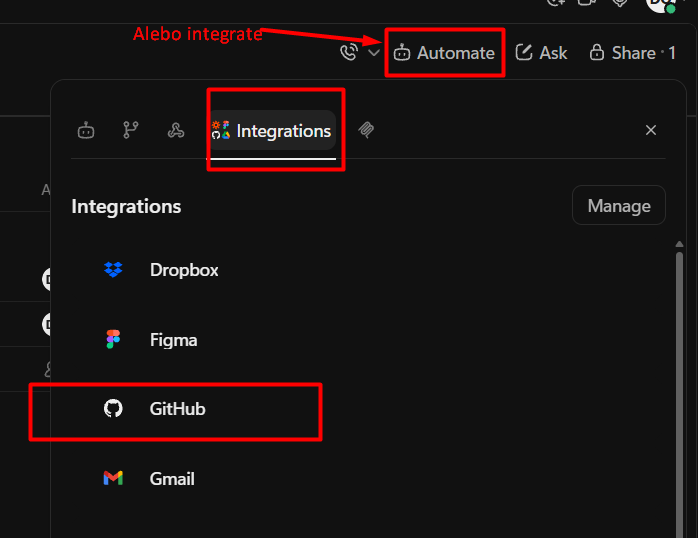 Alebo integrate
Automate
Ask
Share · 1
Integrations
Integrations
Manage
Dropbox
Figma
GitHub
Gmail